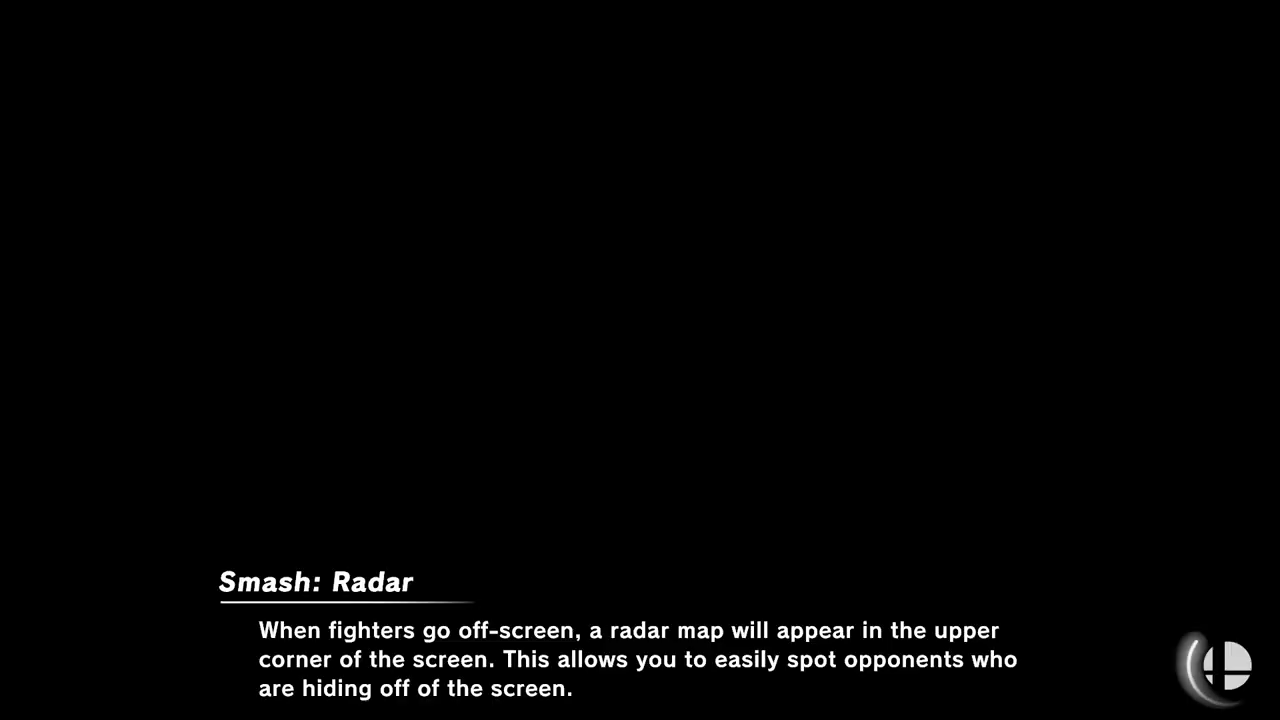 Smash: Radar
When fighters go off-screen, a radar map will appear in the upper
corner of the screen. This allows you to easily spot opponents who
are hiding off of the screen.